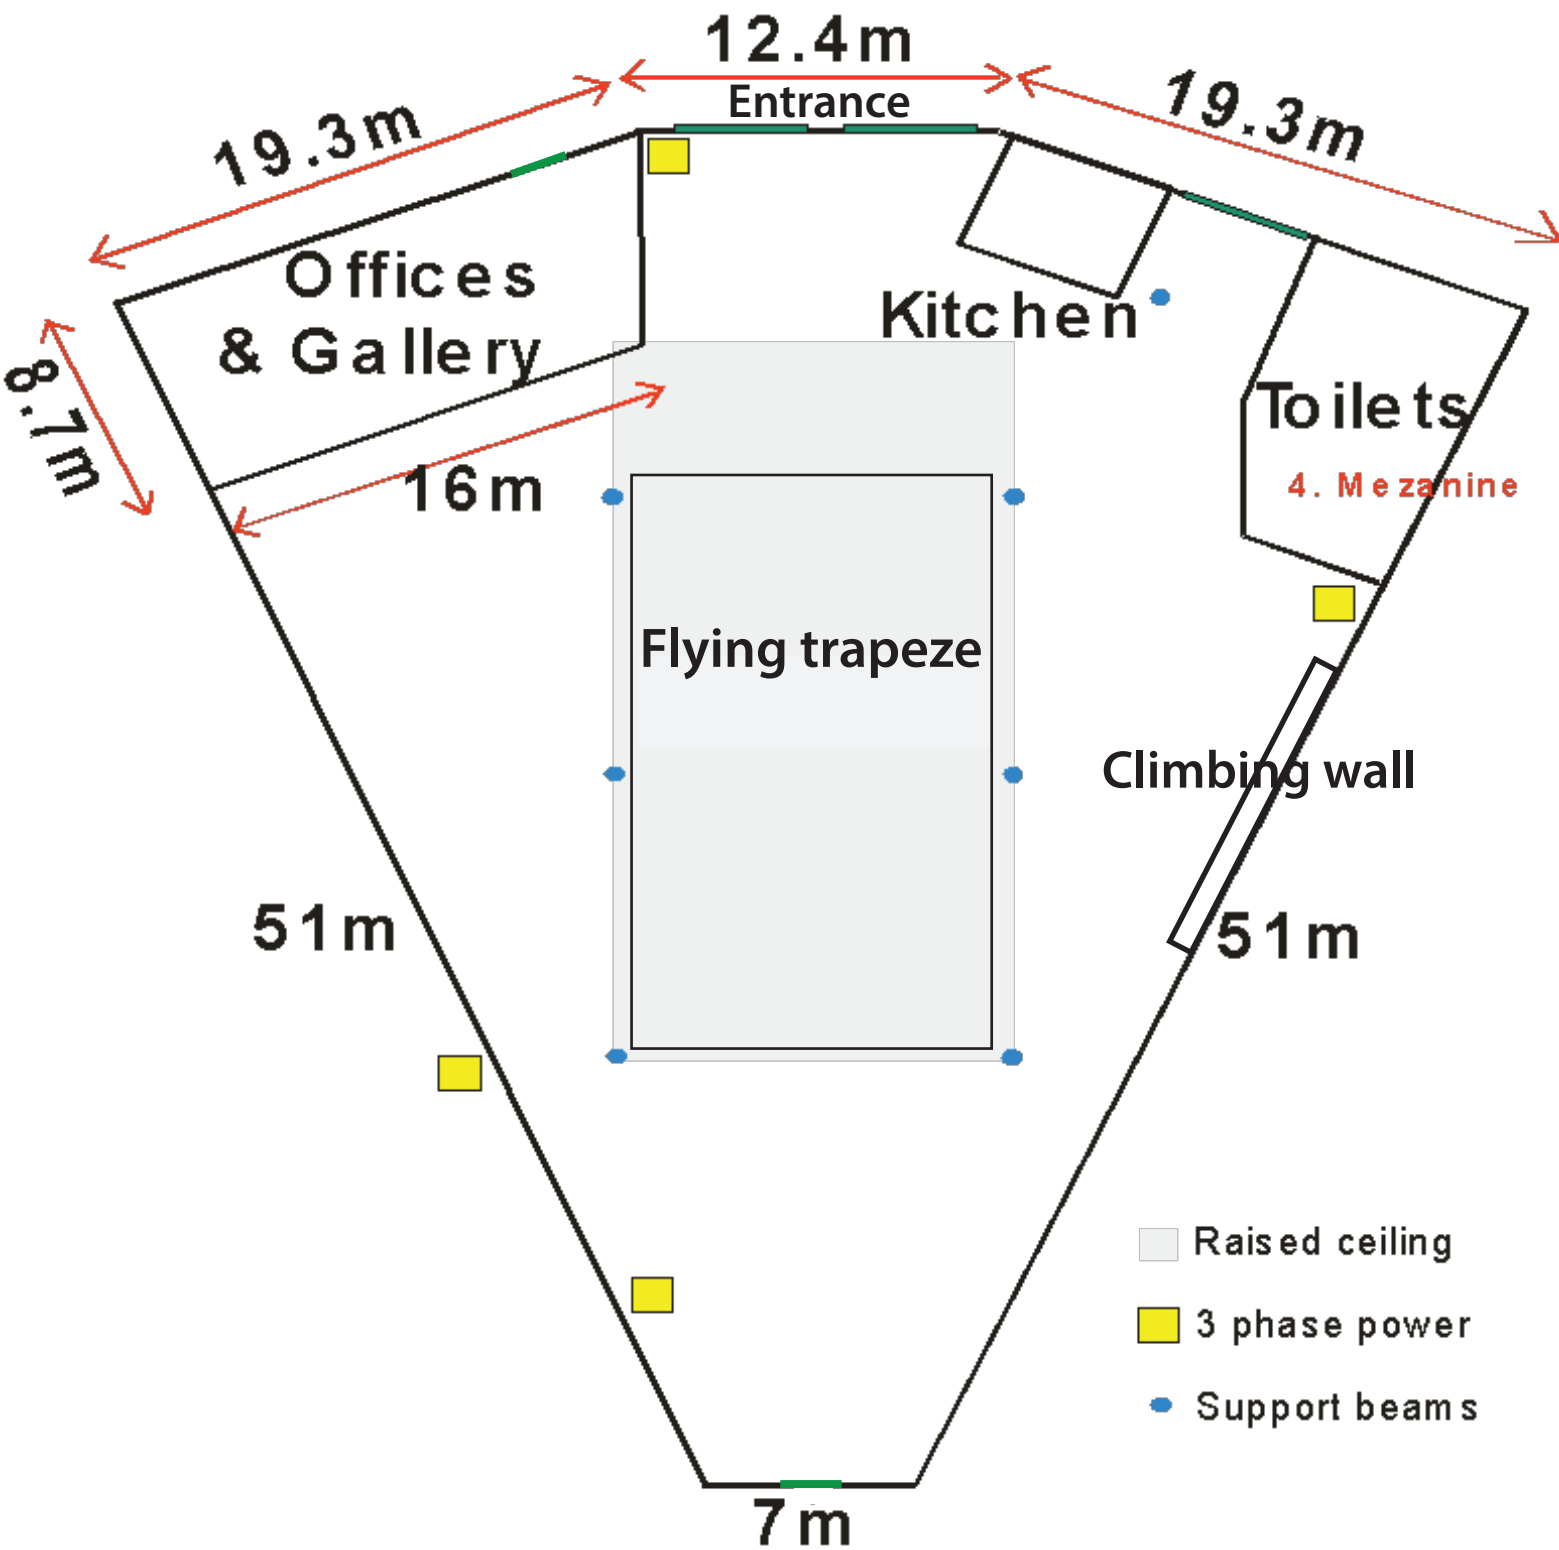 12.4m
Entrance
19.3m
19.3m
Offices
& Gallery
Kitchen
8.7m
Toilets
16m
4. Mezanine
Flying trapeze
Climbing wall
51m
51m
Raised ceiling
3 phase power
Support beams
7m